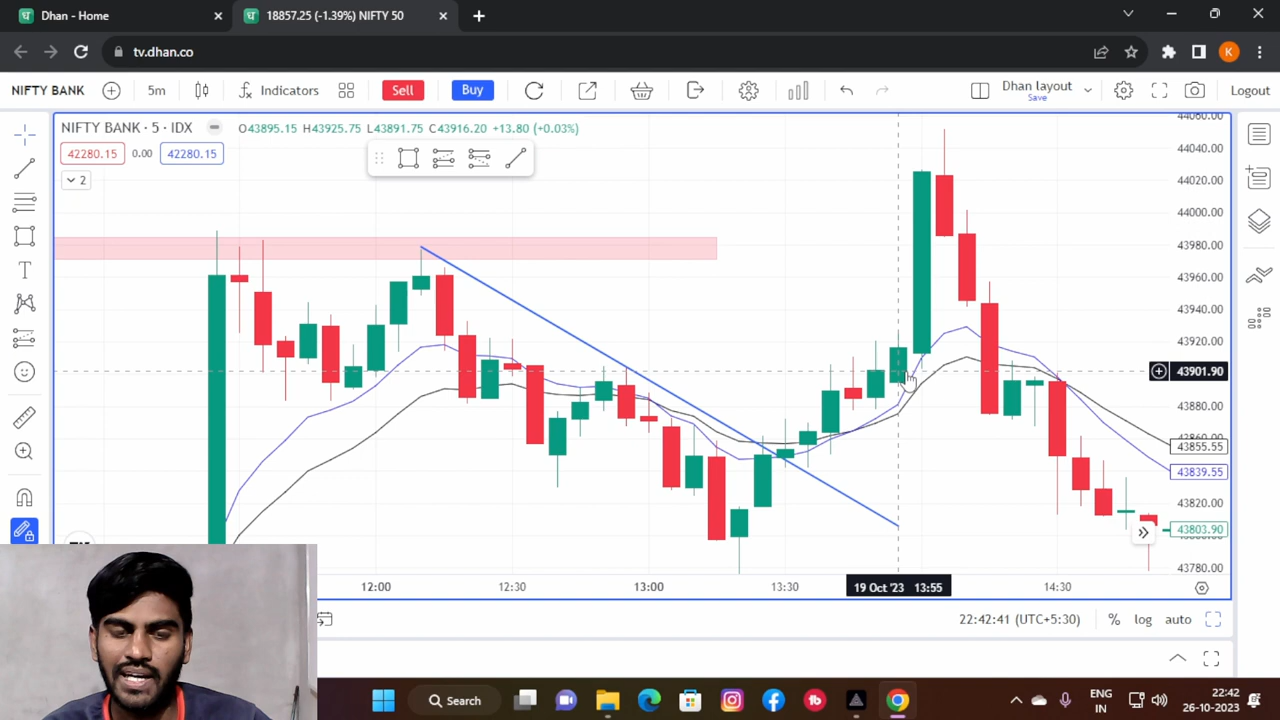 Dhan - Home
18857.25 (-1.39%) NIFTY 50
tv.dhan.co
K
NIFTY BANK
5m
Indicators
Sell
Buy
Dhan layout
Save
Logout
NIFTY BANK · 5 · IDX
O43895.15 H43925.75 L43891.75 C43916.20 +13.80 (+0.03%)
42280.15
0.00
42280.15
2
44060.00
44040.00
44020.00
44000.00
43980.00
43960.00
43940.00
43920.00
43901.90
43880.00
43860.00
43855.55
43839.55
43820.00
43803.90
43780.00
12:00
12:30
13:00
13:30
19 Oct '23 13:55
14:30
22:42:41 (UTC+5:30)
%
log
auto
Search
ENG
IN
22:42
26-10-2023